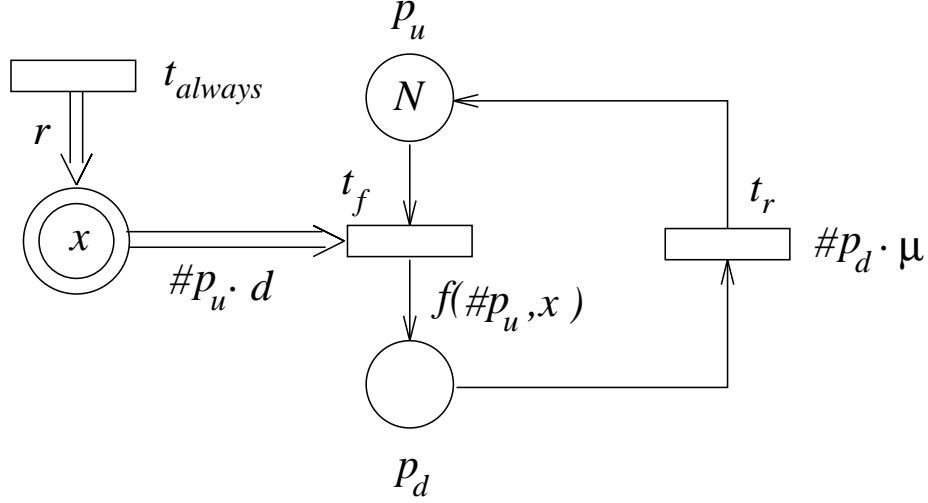 p_u
N
t_always
r
x
t_f
t_r
#p_d · μ
#p_u · d
f(#p_u ,x )
p_d